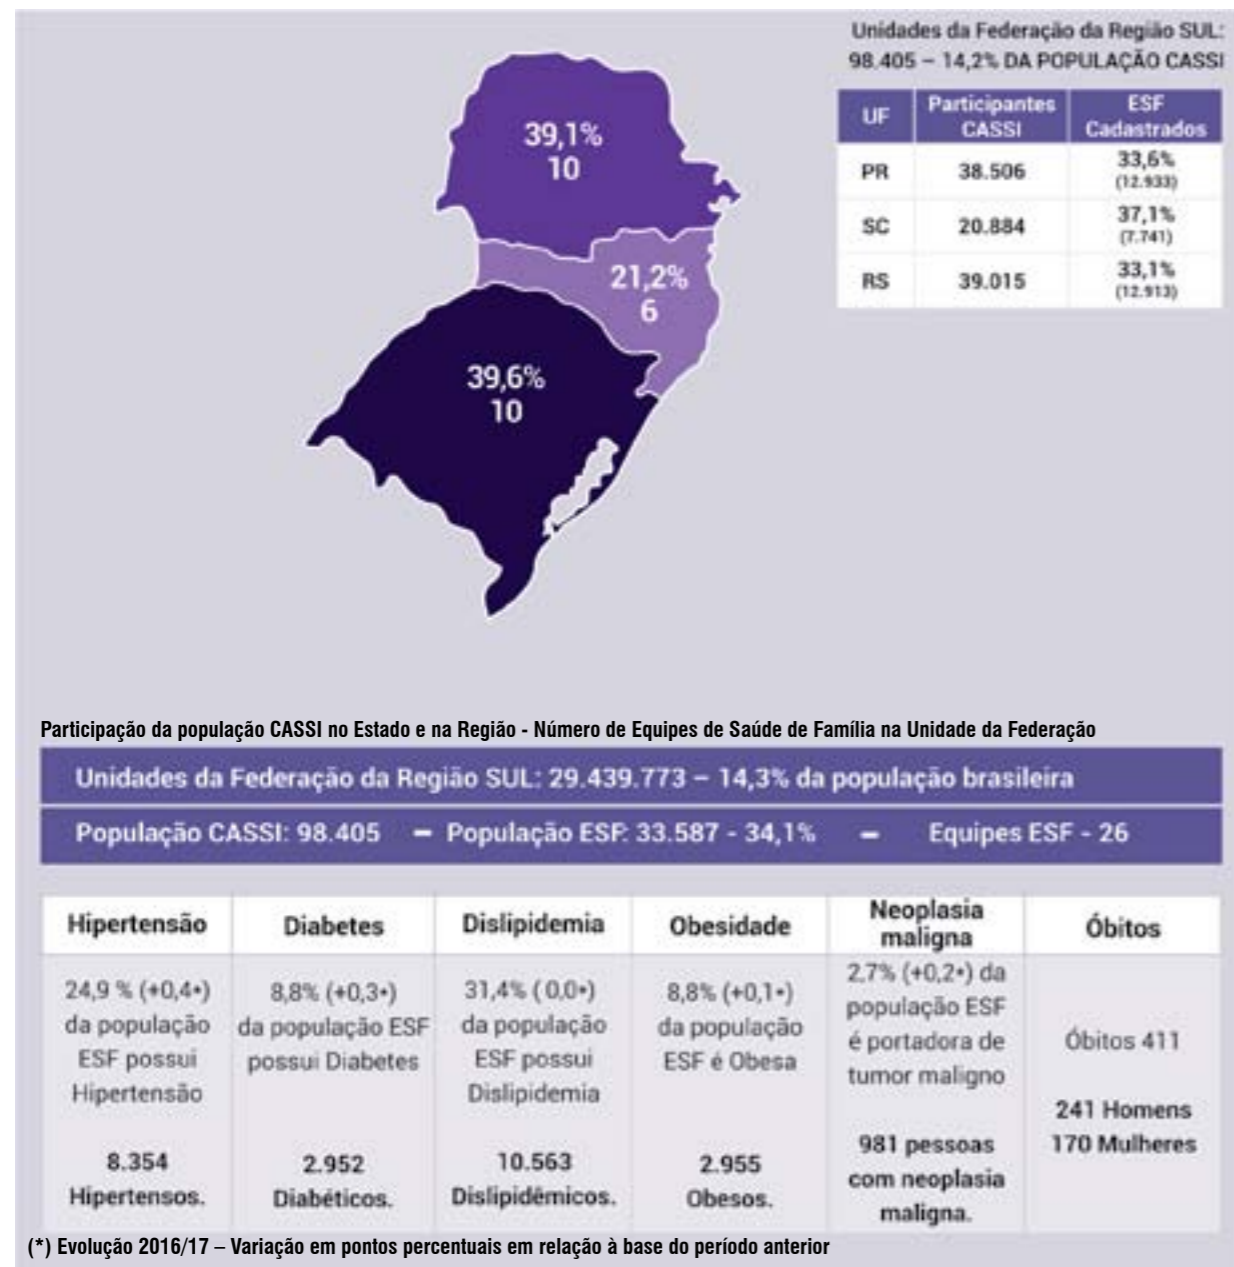 Unidades da Federação da Região SUL:
98.405 – 14,2% DA POPULAÇÃO CASSI
UF Participantes CASSI ESF Cadastrados
PR 38.506 33,6% (12.933)
SC 20.884 37,1% (7.741)
RS 39.015 33,1% (12.913)
39,1%
10
21,2%
6
39,6%
10
Participação da população CASSI no Estado e na Região - Número de Equipes de Saúde de Família na Unidade da Federação
Unidades da Federação da Região SUL: 29.439.773 – 14,3% da população brasileira
População CASSI: 98.405 – População ESF: 33.587 - 34,1% – Equipes ESF - 26
Hipertensão
24,9 % (+0,4*)
da população
ESF possui
Hipertensão
8.354
Hipertensos.
Diabetes
8,8% (+0,3*)
da população ESF
possui Diabetes
2.952
Diabéticos.
Dislipidemia
31,4% ( 0,0*)
da população
ESF possui
Dislipidemia
10.563
Dislipidêmicos.
Obesidade
8,8% (+0,1*)
da população
ESF é Obesa
2.955
Obesos.
Neoplasia
maligna
2,7% (+0,2*) da
população ESF
é portadora de
tumor maligno
981 pessoas
com neoplasia
maligna.
Óbitos
Óbitos 411
241 Homens
170 Mulheres
(*) Evolução 2016/17 – Variação em pontos percentuais em relação à base do período anterior